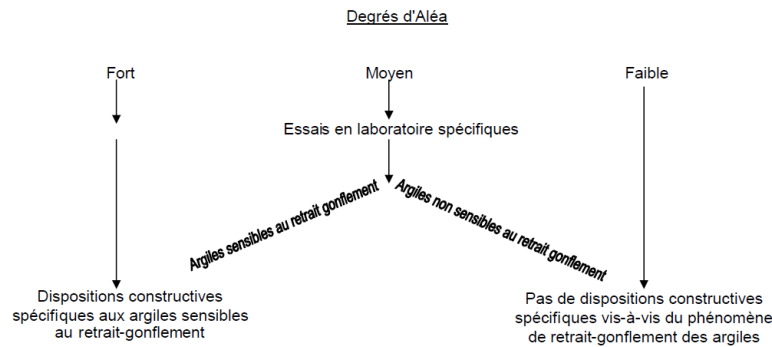 Degrés d'Aléa
Fort
Moyen
Faible
Essais en laboratoire spécifiques
Argiles sensibles au retrait gonflement
Argiles non sensibles au retrait gonflement
Dispositions constructives
spécifiques aux argiles sensibles
au retrait-gonflement
Pas de dispositions constructives
spécifiques vis-à-vis du phénomène
de retrait-gonflement des argiles